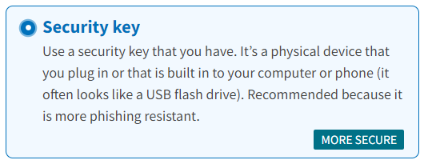 Security key
Use a security key that you have. It’s a physical device that
you plug in or that is built in to your computer or phone (it
often looks like a USB flash drive). Recommended because it
is more phishing resistant.
MORE SECURE